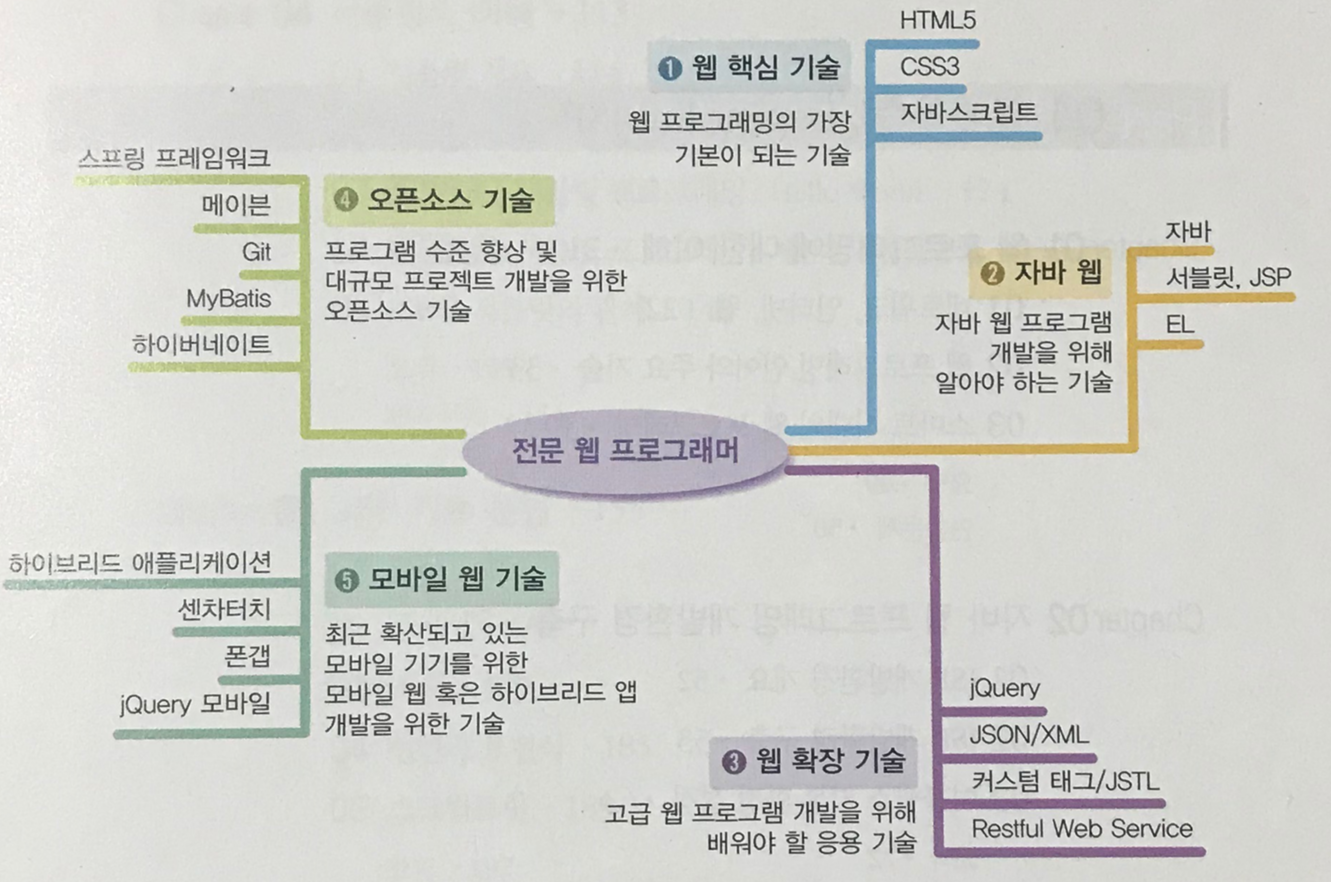 HTML5
❶ 웹 핵심 기술
CSS3
자바스크립트
웹 프로그래밍의 가장
기본이 되는 기술
자바
❷ 자바 웹
서블릿, JSP
EL
자바 웹 프로그램
개발을 위해
알아야 하는 기술
스프링 프레임워크
❹ 오픈소스 기술
메이븐
Git
MyBatis
하이버네이트
프로그램 수준 향상 및
대규모 프로젝트 개발을 위한
오픈소스 기술
전문 웹 프로그래머
하이브리드 애플리케이션
❺ 모바일 웹 기술
센차터치
폰갭
jQuery 모바일
최근 확산되고 있는
모바일 기기를 위한
모바일 웹 혹은 하이브리드 앱
개발을 위한 기술
jQuery
JSON/XML
❸ 웹 확장 기술
커스텀 태그/JSTL
Restful Web Service
고급 웹 프로그램 개발을 위해
배워야 할 응용 기술